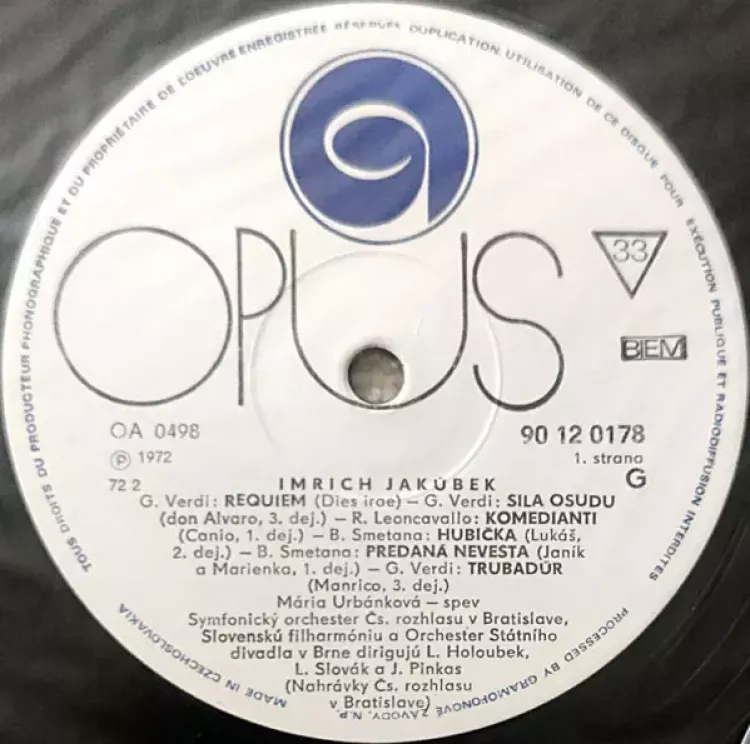 TOUS DROITS DU PRODUCTEUR PHONOGRAPHIQUE ET DU PROPRIÉTAIRE DE L'OEUVRE ENREGISTRÉE RÉSERVÉS DUPLICATION, UTILISATION DE CE DISQUE POUR EXÉCUTION PUBLIQUE ET RADIODIFFUSION INTERDITES
OPUS
33
BIEM
OA 0498
90 12 0178
Ⓟ 1972
1. strana
72 2
IMRICH JAKÚBEK
G
G. Verdi: REQUIEM (Dies irae) – G. Verdi: SILA OSUDU
(don Alvaro, 3. dej.) – R. Leoncavallo: KOMEDIANTI
(Canio, 1. dej.) – B. Smetana: HUBIČKA (Lukáš,
2. dej.) – B. Smetana: PREDANÁ NEVESTA (Janík
a Marienka, 1. dej.) – G. Verdi: TRUBADÚR
(Manrico, 3. dej.)
Mária Urbánková – spev
Symfonický orchester Čs. rozhlasu v Bratislave,
Slovenskú filharmóniu a Orchester Státního
divadla v Brne dirigujú L. Holoubek,
L. Slovák a J. Pinkas
(Nahrávky Čs. rozhlasu
v Bratislave)
MADE IN CZECHOSLOVAKIA
PROCESSED BY GRAMOFONOVÉ ZÁVODY, N.P.